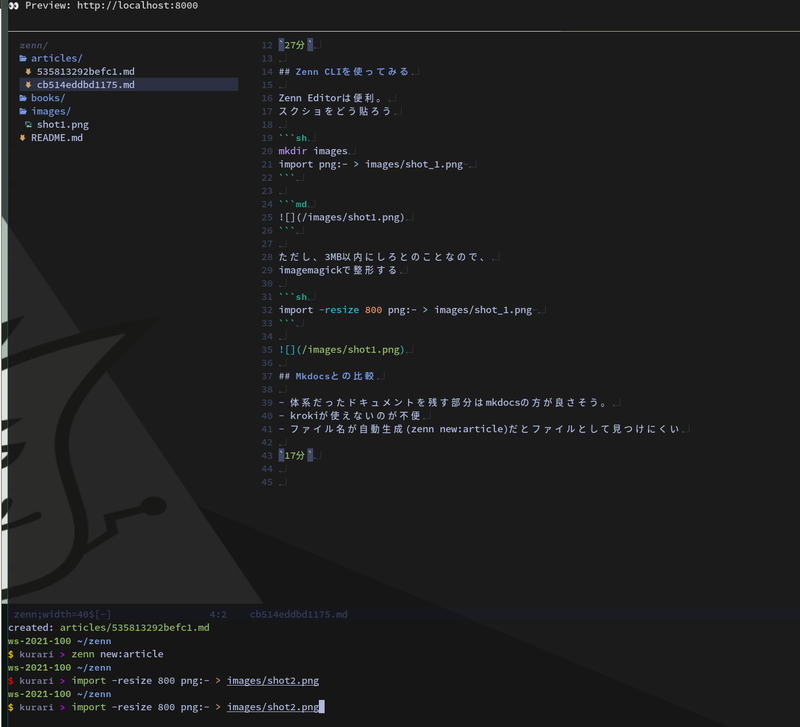 Preview: http://localhost:8000
zenn/
articles/
535813292befc1.md
cb514eddbd1175.md
books/
images/
shot1.png
README.md
12 `27分`
13
14 ## Zenn CLIを使ってみる
15
16 Zenn Editorは便利。
17 スクショをどう貼ろう
18
19 ```sh
20 mkdir images
21 import png:- > images/shot_1.png
22 ```
23
24 ```md
25 ![](/images/shot1.png)
26 ```
27
28 ただし、3MB以内にしろとのことなので、
29 imagemagickで整形する
30
31 ```sh
32 import -resize 800 png:- > images/shot_1.png
33 ```
34
35 ![](/images/shot1.png)
36
37 ## Mkdocsとの比較
38
39 - 体系だったドキュメントを残す部分はmkdocsの方が良さそう。
40 - krokiが使えないのが不便
41 - ファイル名が自動生成(zenn new:article)だとファイルとして見つけにくい
42
43 `17分`
44
45
zenn;width=40$[-] 4:2 cb514eddbd1175.md
created: articles/535813292befc1.md
ws-2021-100 ~/zenn
$ kurari > zenn new:article
ws-2021-100 ~/zenn
$ kurari > import -resize 800 png:- > images/shot2.png
ws-2021-100 ~/zenn
$ kurari > import -resize 800 png:- > images/shot2.png